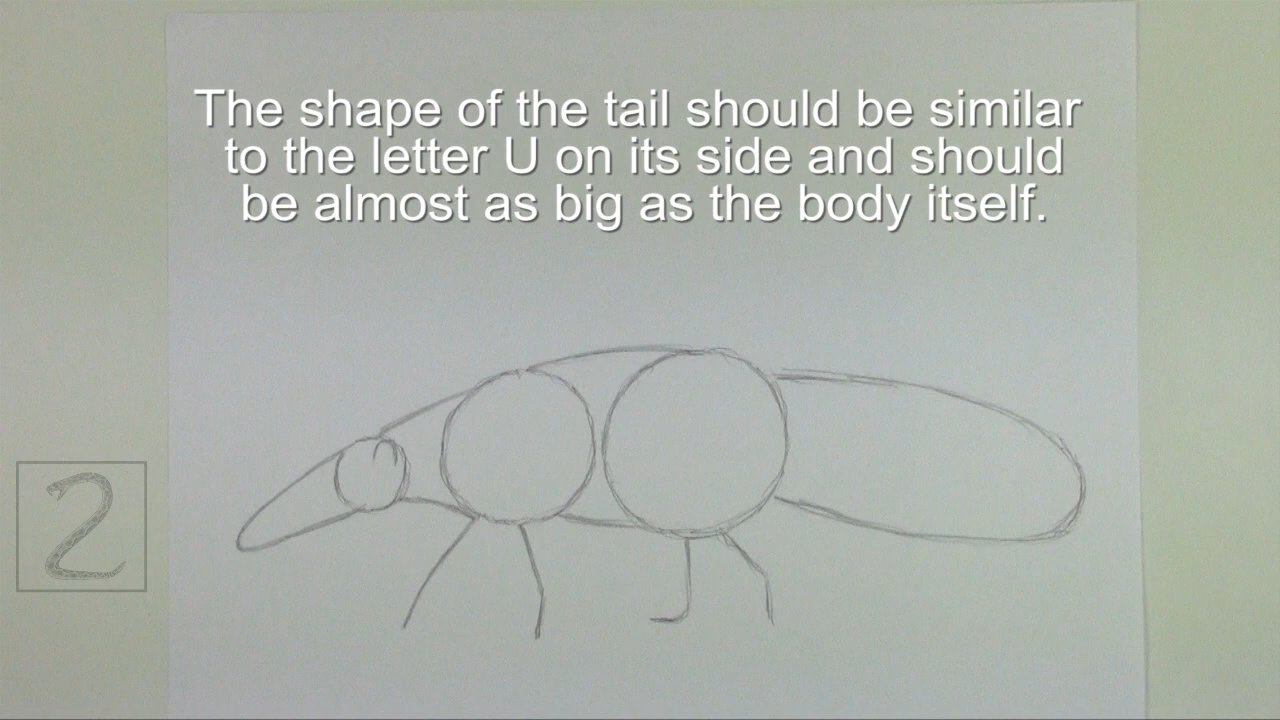 The shape of the tail should be similar
to the letter U on its side and should
be almost as big as the body itself.
2